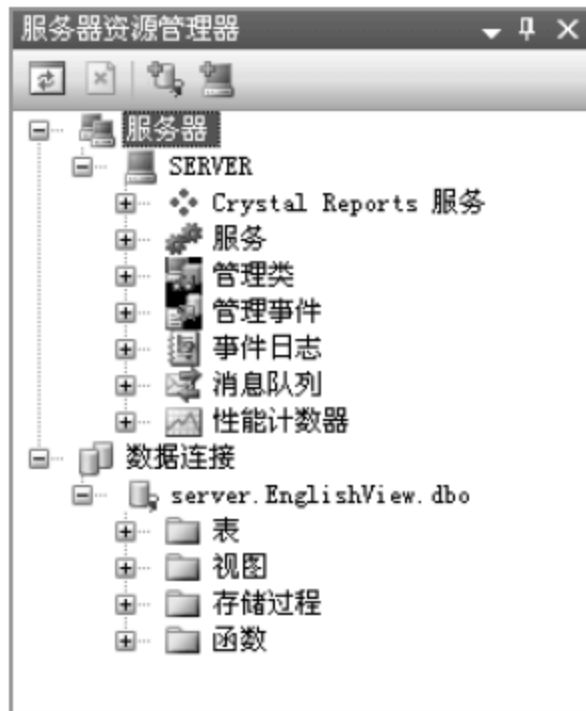 服务器资源管理器
服务器
SERVER
Crystal Reports 服务
服务
管理类
管理事件
事件日志
消息队列
性能计数器
数据连接
server.EnglishView.dbo
表
视图
存储过程
函数